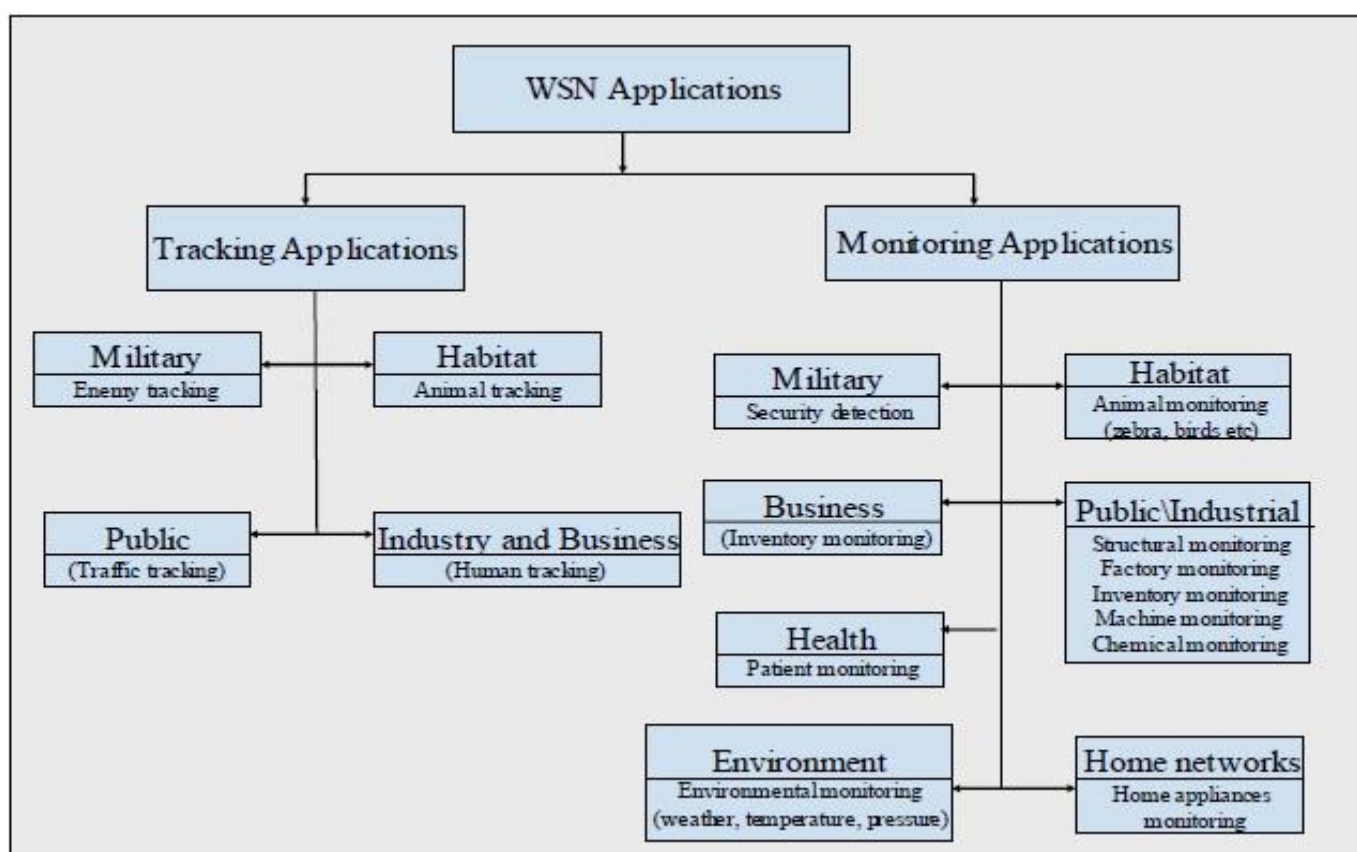 WSN Applications
Tracking Applications
Monitoring Applications
Military
Enemy tracking
Habitat
Animal tracking
Public
(Traffic tracking)
Industry and Business
(Human tracking)
Military
Security detection
Habitat
Animal monitoring
(zebra, birds etc)
Business
(Inventory monitoring)
Public\Industrial
Structural monitoring
Factory monitoring
Inventory monitoring
Machine monitoring
Chemical monitoring
Health
Patient monitoring
Environment
Environmental monitoring
(weather, temperature, pressure)
Home networks
Home appliances
monitoring